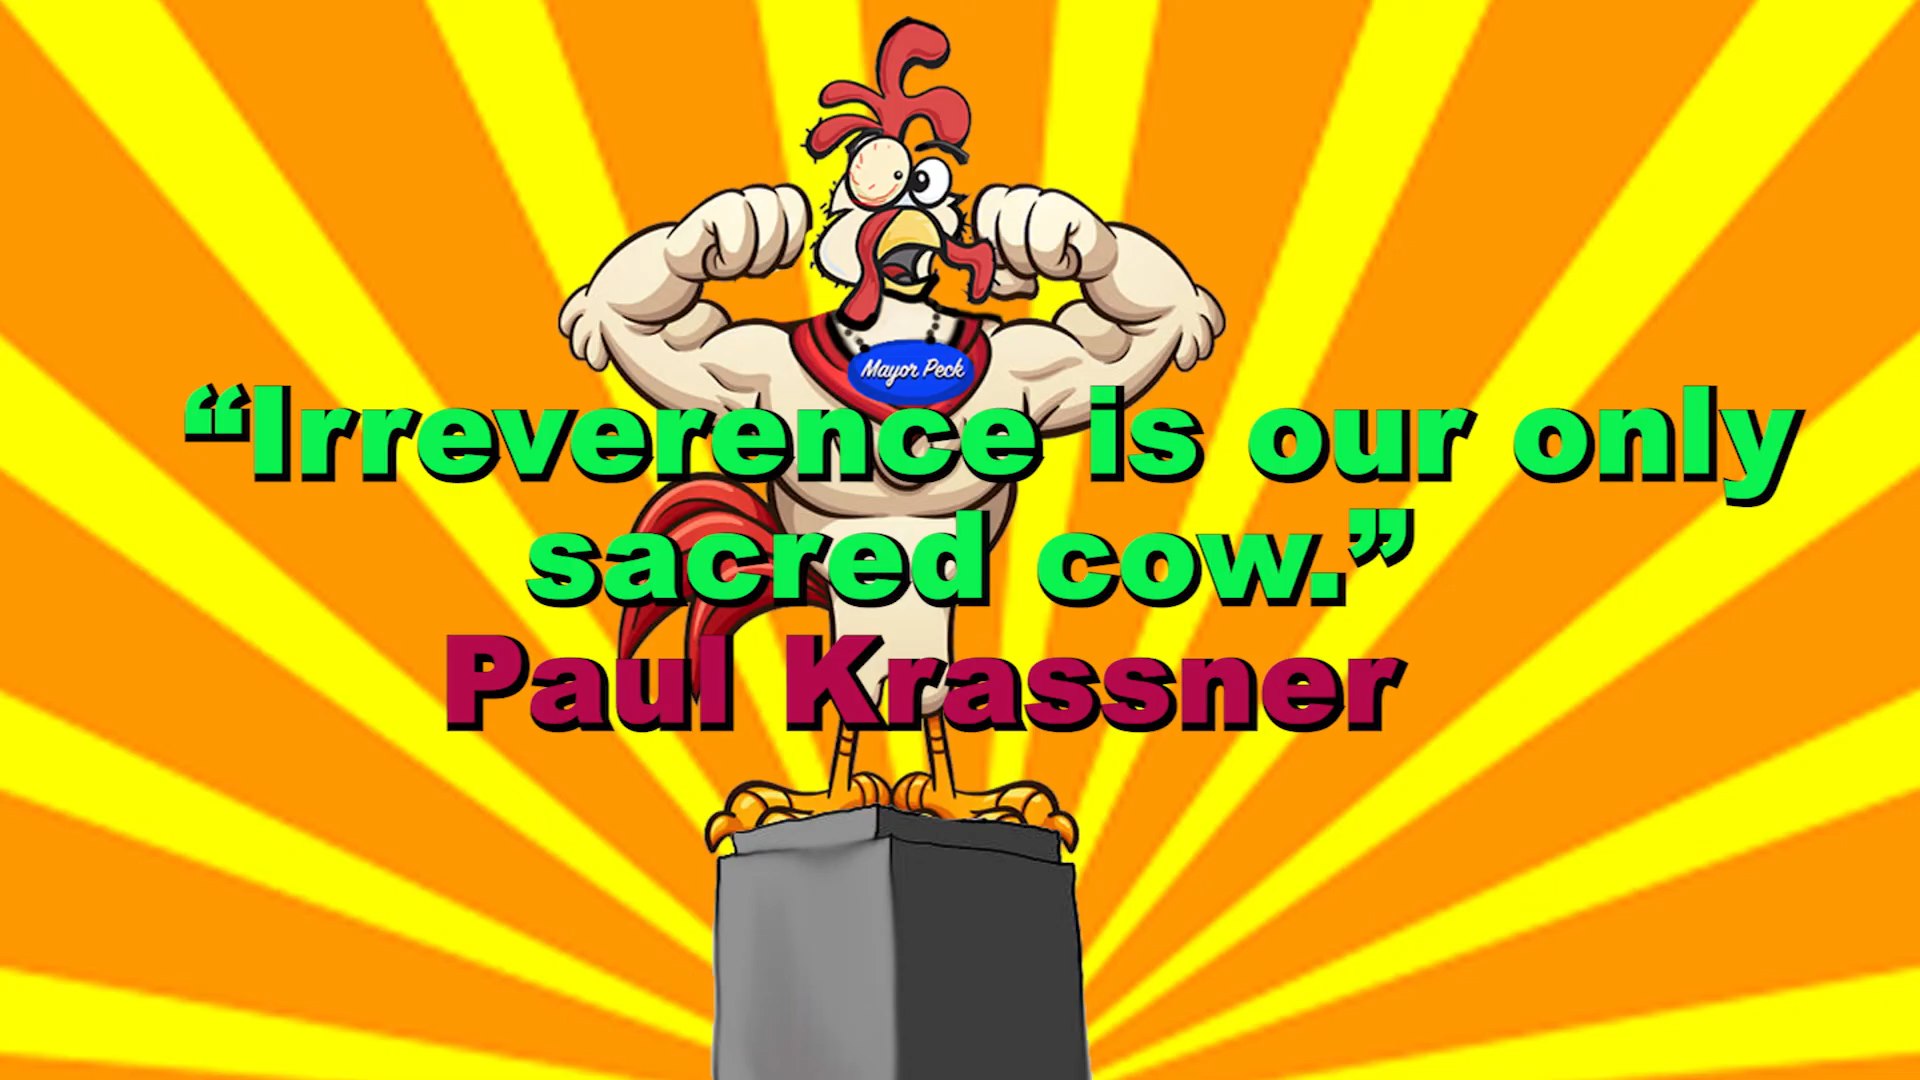 Mayor Peck
“Irreverence is our only
sacred cow.”
Paul Krassner